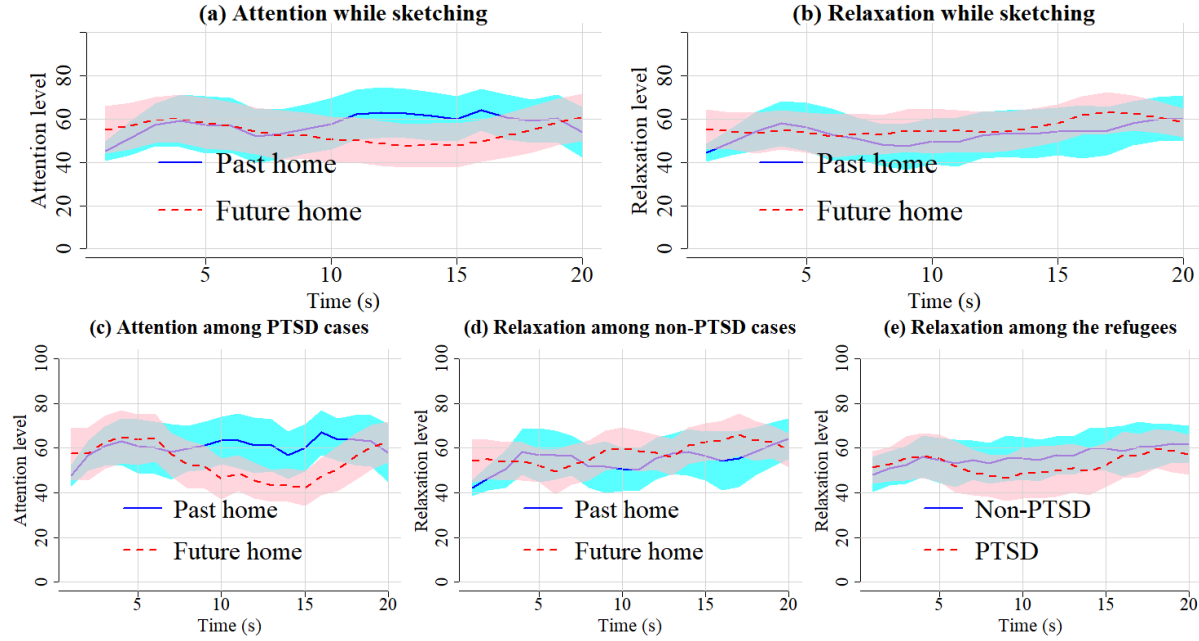 (a) Attention while sketching
Attention level
0 20 40 60 80
Past home
Future home
5 10 15 20
Time (s)
(b) Relaxation while sketching
Relaxation level
0 20 40 60 80
Past home
Future home
5 10 15 20
Time (s)
(c) Attention among PTSD cases
Attention level
0 20 40 60 80 100
Past home
Future home
5 10 15 20
Time (s)
(d) Relaxation among non-PTSD cases
Relaxation level
0 20 40 60 80 100
Past home
Future home
5 10 15 20
Time (s)
(e) Relaxation among the refugees
Relaxation level
0 20 40 60 80 100
Non-PTSD
PTSD
5 10 15 20
Time (s)